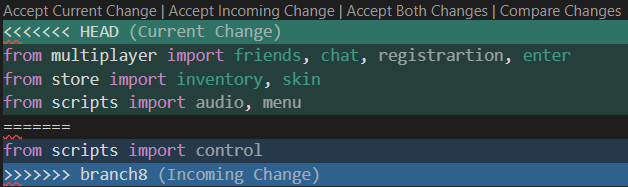 Accept Current Change | Accept Incoming Change | Accept Both Changes | Compare Changes
<<<<<<< HEAD (Current Change)
from multiplayer import friends, chat, registrartion, enter
from store import inventory, skin
from scripts import audio, menu
=======
from scripts import control
>>>>>>> branch8 (Incoming Change)